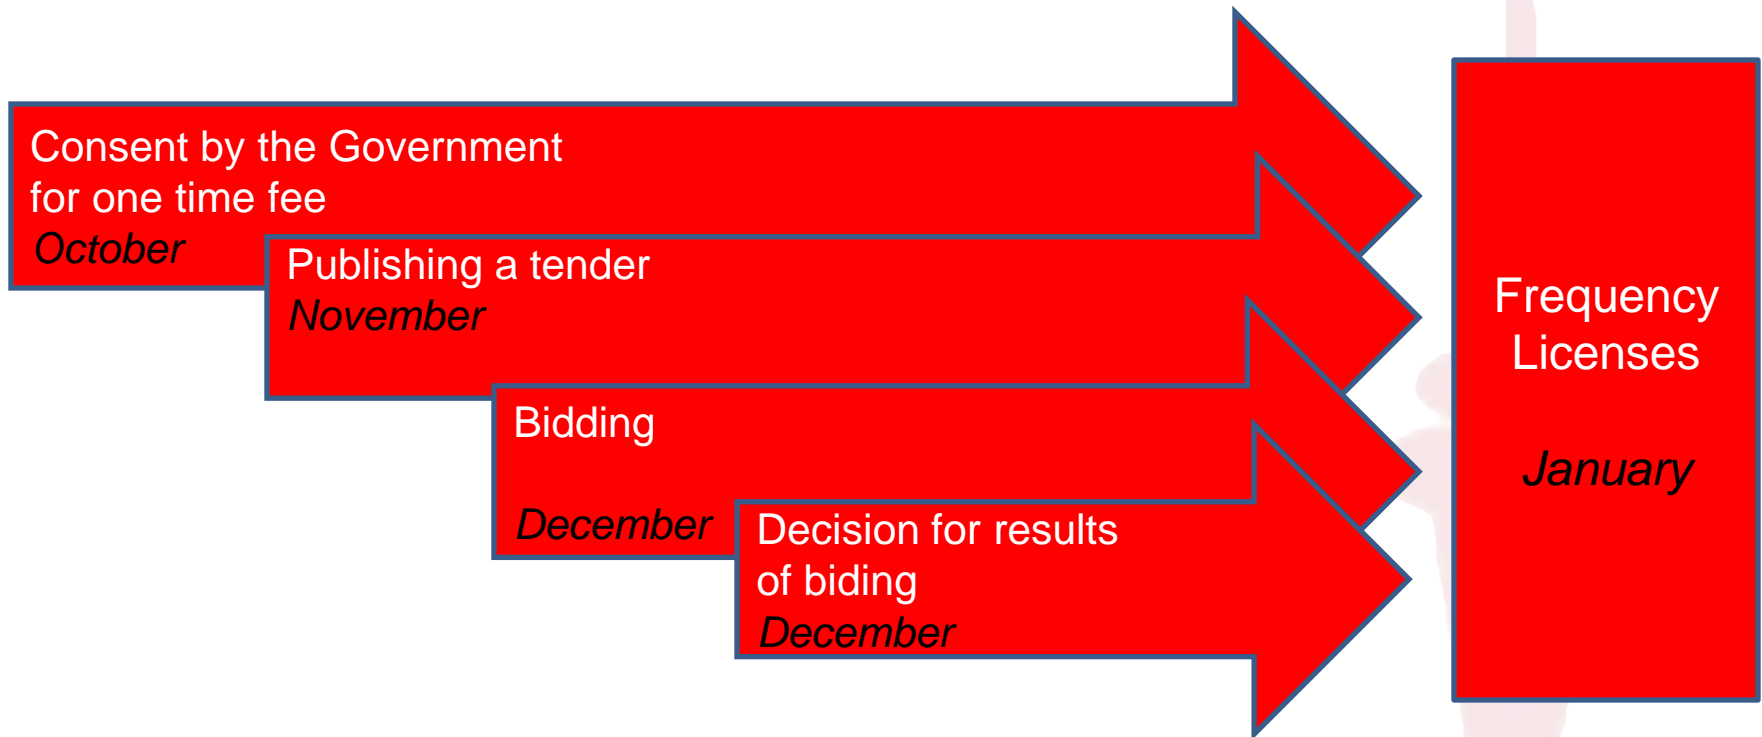 Consent by the Government
for one time fee
October
Publishing a tender
November
Bidding
December
Decision for results
of biding
December
Frequency
Licenses
January